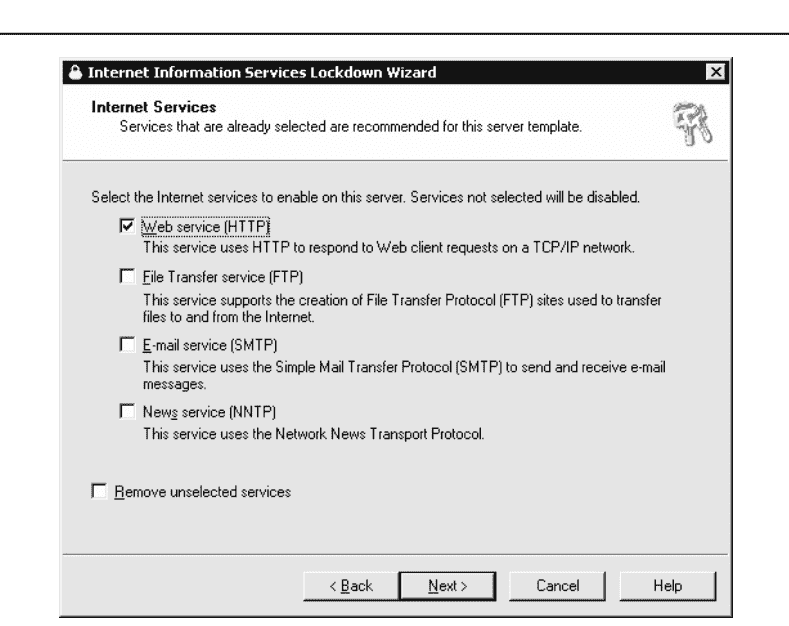 Internet Information Services Lockdown Wizard
Internet Services
Services that are already selected are recommended for this server template.
Select the Internet services to enable on this server. Services not selected will be disabled.
Web service (HTTP)
This service uses HTTP to respond to Web client requests on a TCP/IP network.
File Transfer service (FTP)
This service supports the creation of File Transfer Protocol (FTP) sites used to transfer
files to and from the Internet.
E-mail service (SMTP)
This service uses the Simple Mail Transfer Protocol (SMTP) to send and receive e-mail
messages.
News service (NNTP)
This service uses the Network News Transport Protocol.
Remove unselected services
< Back Next > Cancel Help